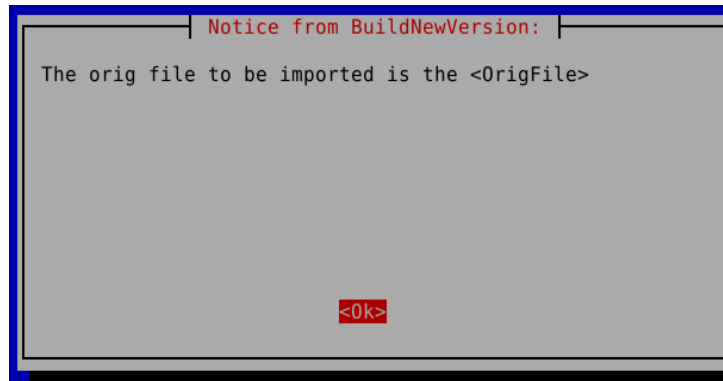 Notice from BuildNewVersion:
The orig file to be imported is the <OrigFile>
<Ok>